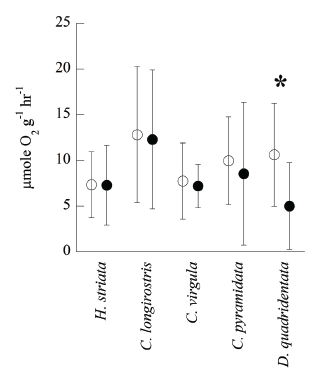 25
20
15
10
5
0
μmole O₂ g⁻¹ hr⁻¹
*
H. striata
C. longirostris
C. virgula
C. pyramidata
D. quadridentata